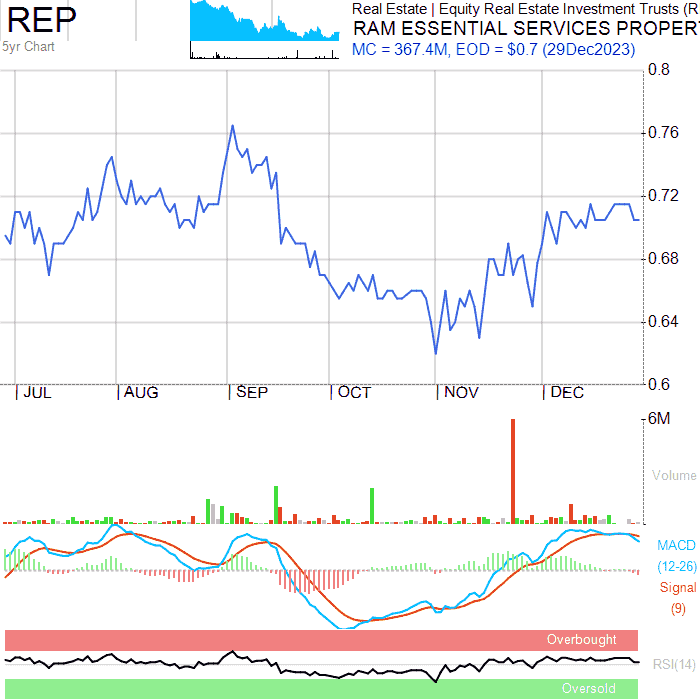 REP
5yr Chart
Real Estate | Equity Real Estate Investment Trusts (R
RAM ESSENTIAL SERVICES PROPER
MC = 367.4M, EOD = $0.7 (29Dec2023)
0.8
0.76
0.72
0.68
0.64
0.6
JUL AUG SEP OCT NOV DEC
6M
Volume
MACD
(12-26)
Signal
(9)
Overbought
RSI(14)
Oversold